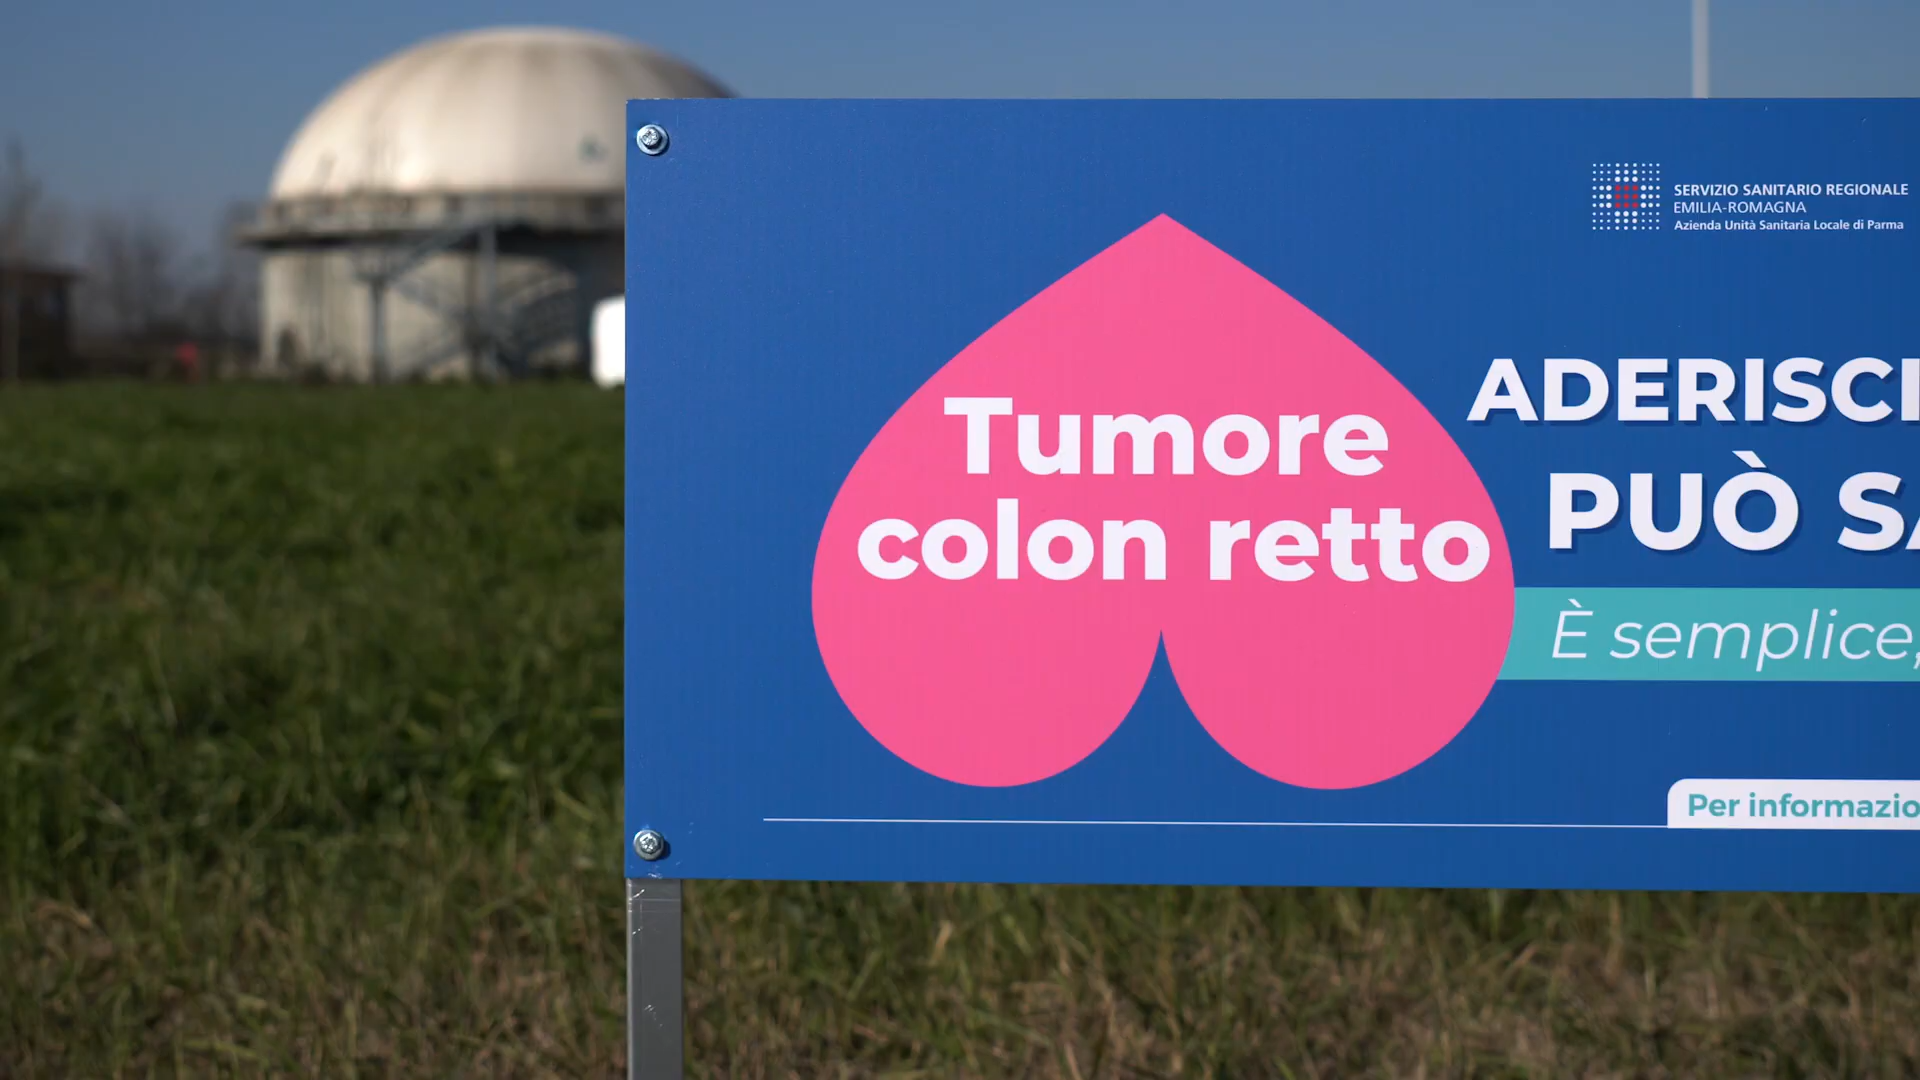 SERVIZIO SANITARIO REGIONALE
EMILIA-ROMAGNA
Azienda Unità Sanitaria Locale di Parma
Tumore
colon retto
ADERISCI
PUÒ SA
È semplice,
Per informazio